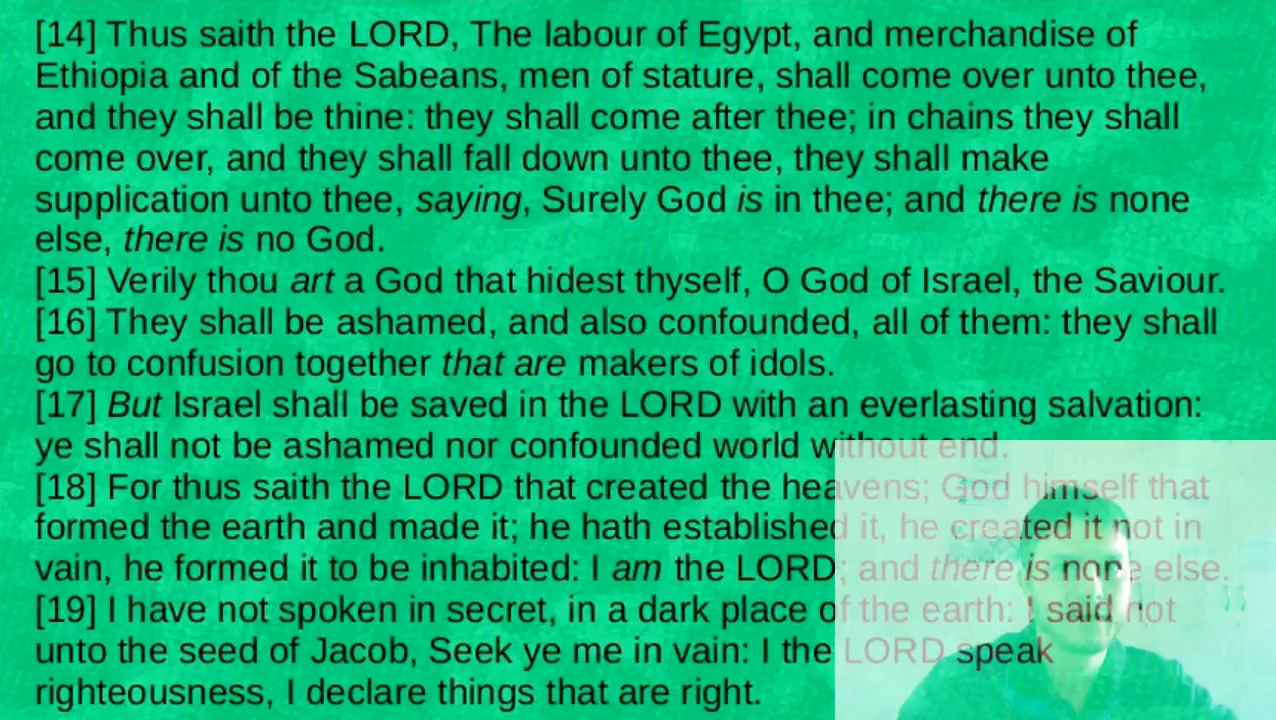 [14] Thus saith the LORD, The labour of Egypt, and merchandise of
Ethiopia and of the Sabeans, men of stature, shall come over unto thee,
and they shall be thine: they shall come after thee; in chains they shall
come over, and they shall fall down unto thee, they shall make
supplication unto thee, saying, Surely God is in thee; and there is none
else, there is no God.
[15] Verily thou art a God that hidest thyself, O God of Israel, the Saviour.
[16] They shall be ashamed, and also confounded, all of them: they shall
go to confusion together that are makers of idols.
[17] But Israel shall be saved in the LORD with an everlasting salvation:
ye shall not be ashamed nor confounded world without end.
[18] For thus saith the LORD that created the heavens; God himself that
formed the earth and made it; he hath established it, he created it not in
vain, he formed it to be inhabited: I am the LORD; and there is none else.
[19] I have not spoken in secret, in a dark place of the earth: I said not
unto the seed of Jacob, Seek ye me in vain: I the LORD speak
righteousness, I declare things that are right.